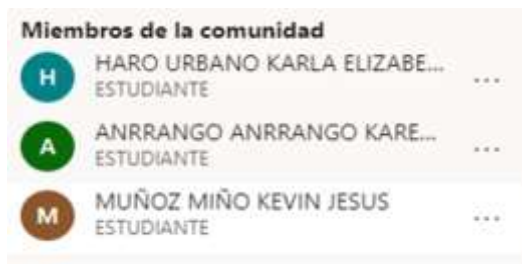 Miembros de la comunidad
H
HARO URBANO KARLA ELIZABE...
ESTUDIANTE
...
A
ANRRANGO ANRRANGO KARE...
ESTUDIANTE
...
M
MUÑOZ MIÑO KEVIN JESUS
ESTUDIANTE
...